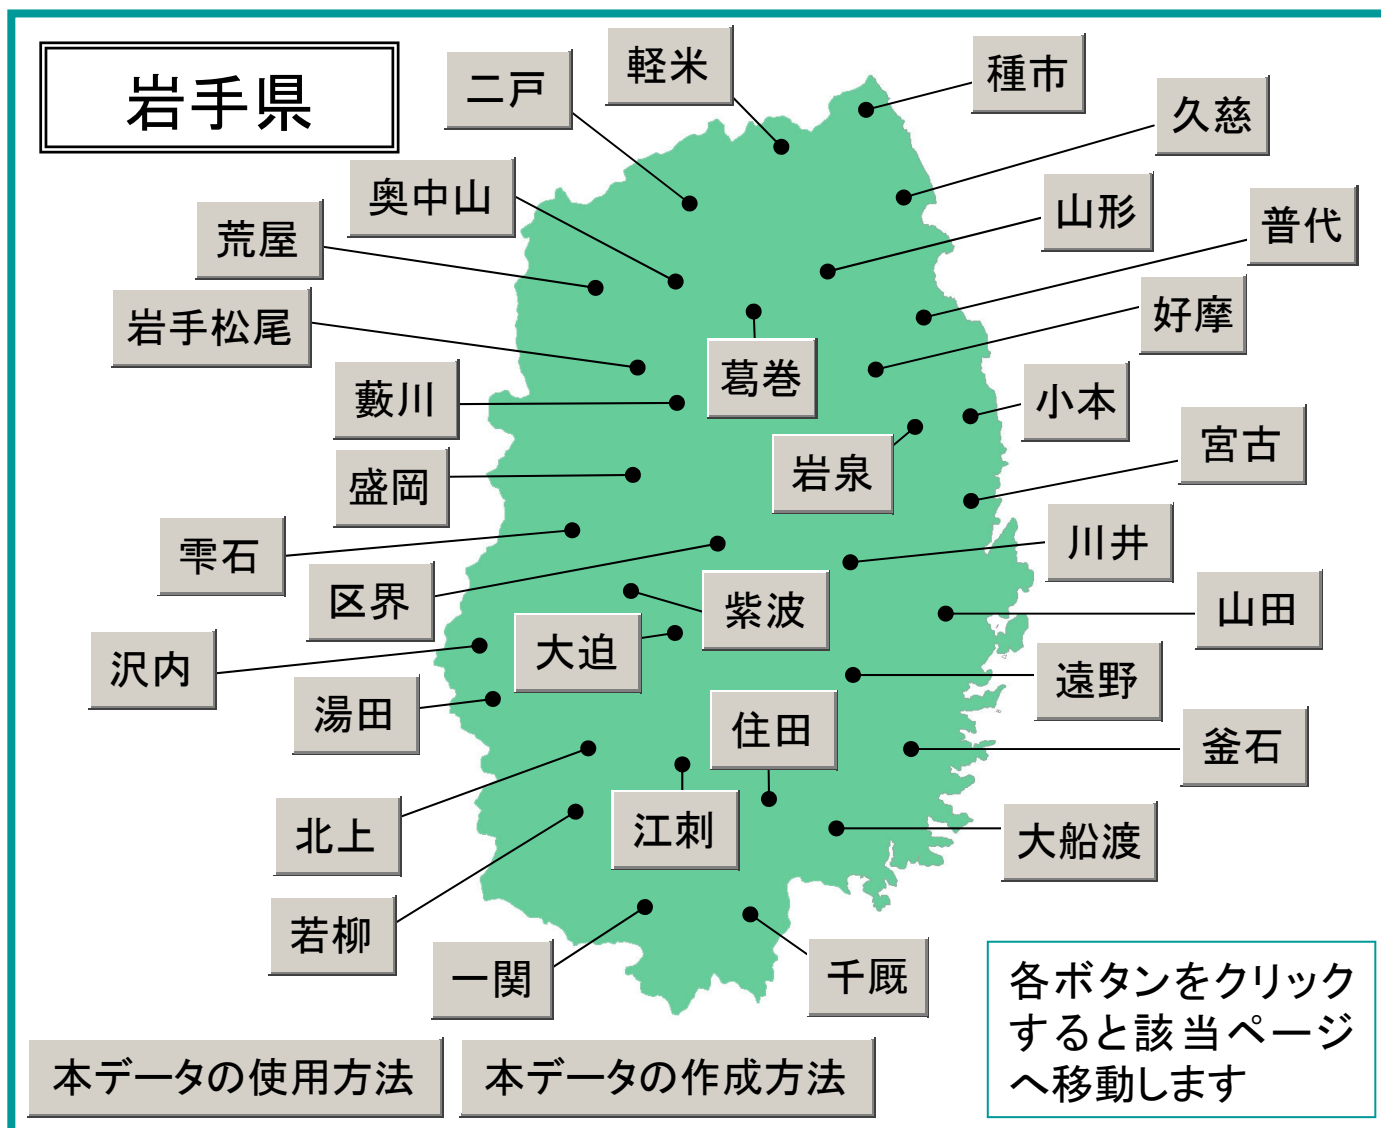 岩手県
軽米
二戸
種市
久慈
奥中山
山形
荒屋
普代
岩手松尾
好摩
葛巻
藪川
小本
宮古
岩泉
盛岡
雫石
川井
区界
紫波
山田
大迫
沢内
遠野
湯田
住田
釜石
北上
江刺
大船渡
若柳
一関
千厩
各ボタンをクリック
すると該当ページ
へ移動します
本データの使用方法
本データの作成方法